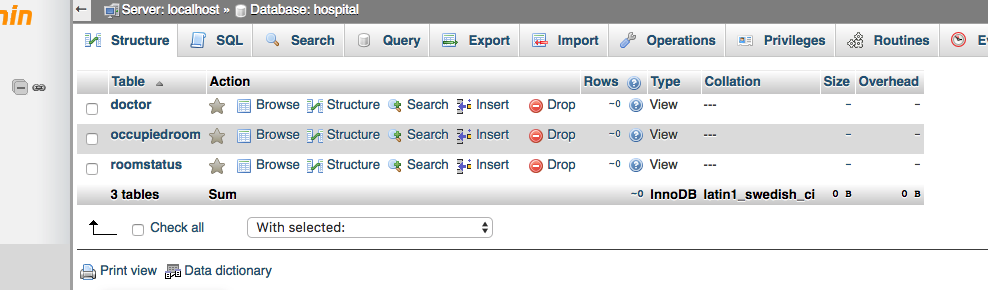 nin
Server: localhost » Database: hospital
Structure SQL Search Query Export Import Operations Privileges Routines
Table Action Rows Type Collation Size Overhead
doctor Browse Structure Search Insert Drop ~0 View --- - -
occupiedroom Browse Structure Search Insert Drop ~0 View --- - -
roomstatus Browse Structure Search Insert Drop ~0 View --- - -
3 tables Sum ~0 InnoDB latin1_swedish_ci 0 B 0 B
Check all With selected:
Print view Data dictionary